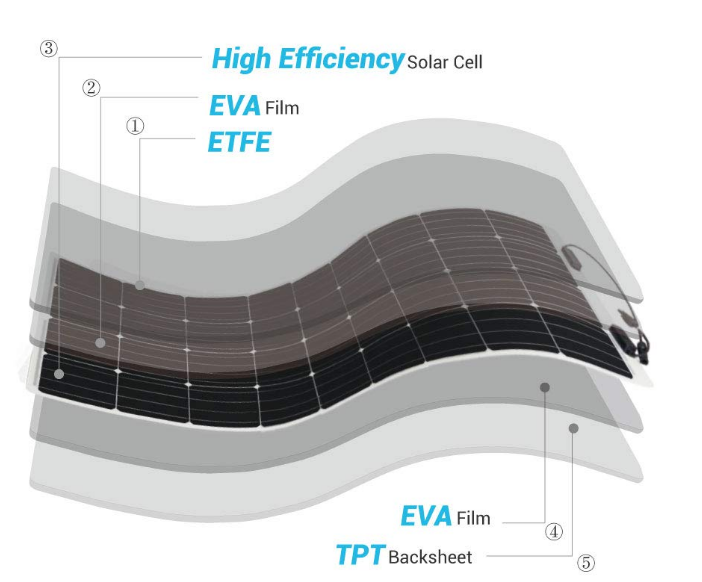 ③
High Efficiency Solar Cell
②
EVA Film
①
ETFE
EVA Film
④
TPT Backsheet
⑤